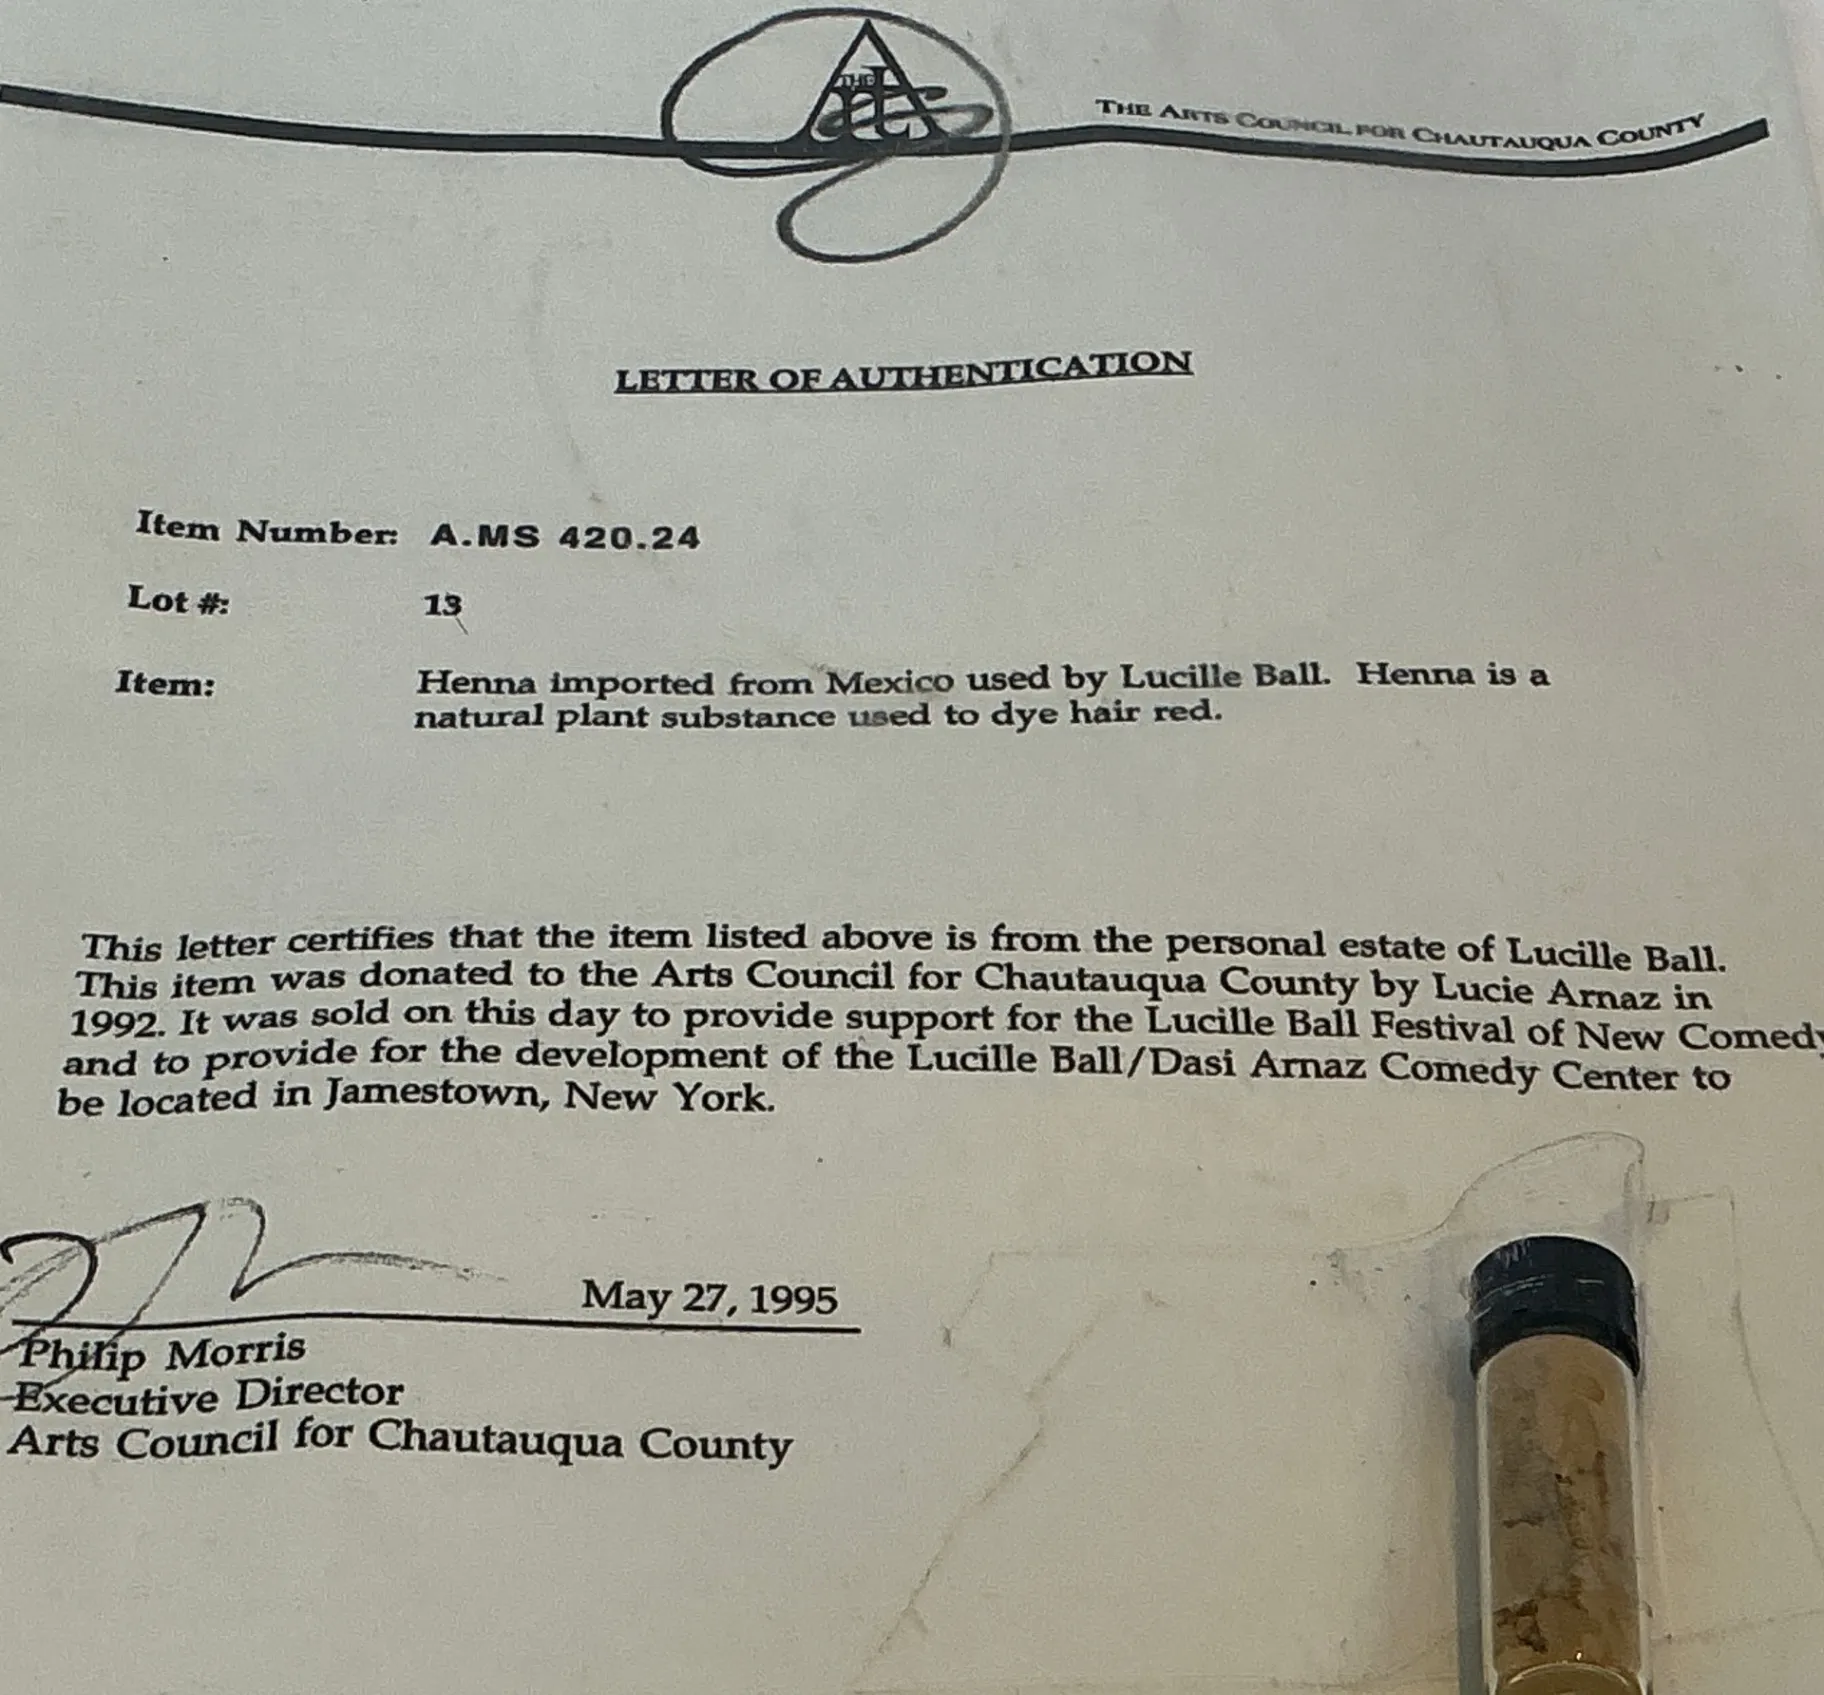 THE
Arts
THE ARTS COUNCIL FOR CHAUTAUQUA COUNTY
LETTER OF AUTHENTICATION
Item Number: A.MS 420.24
Lot #: 13
Item: Henna imported from Mexico used by Lucille Ball. Henna is a
natural plant substance used to dye hair red.
This letter certifies that the item listed above is from the personal estate of Lucille Ball.
This item was donated to the Arts Council for Chautauqua County by Lucie Arnaz in
1992. It was sold on this day to provide support for the Lucille Ball Festival of New Comedy
and to provide for the development of the Lucille Ball/Dasi Arnaz Comedy Center to
be located in Jamestown, New York.
May 27, 1995
Philip Morris
Executive Director
Arts Council for Chautauqua County